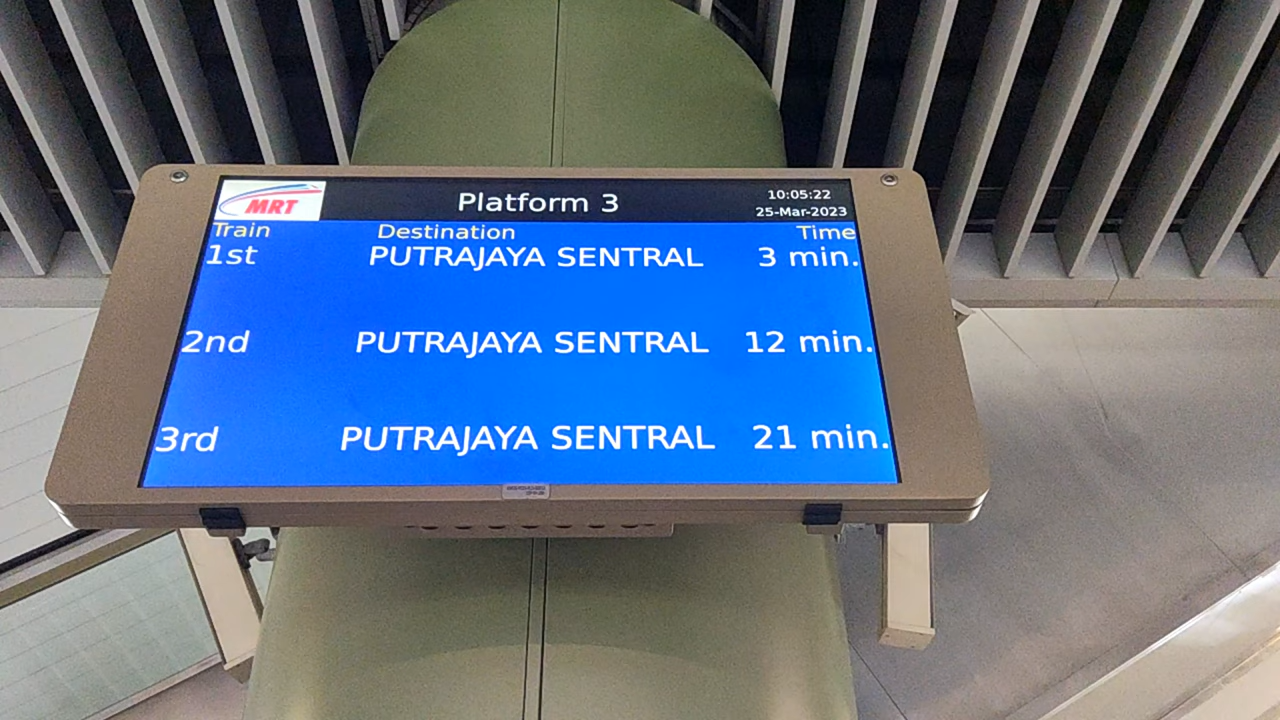 MRT
Platform 3
10:05:22
25-Mar-2023
Train Destination Time
1st PUTRAJAYA SENTRAL 3 min.
2nd PUTRAJAYA SENTRAL 12 min.
3rd PUTRAJAYA SENTRAL 21 min.